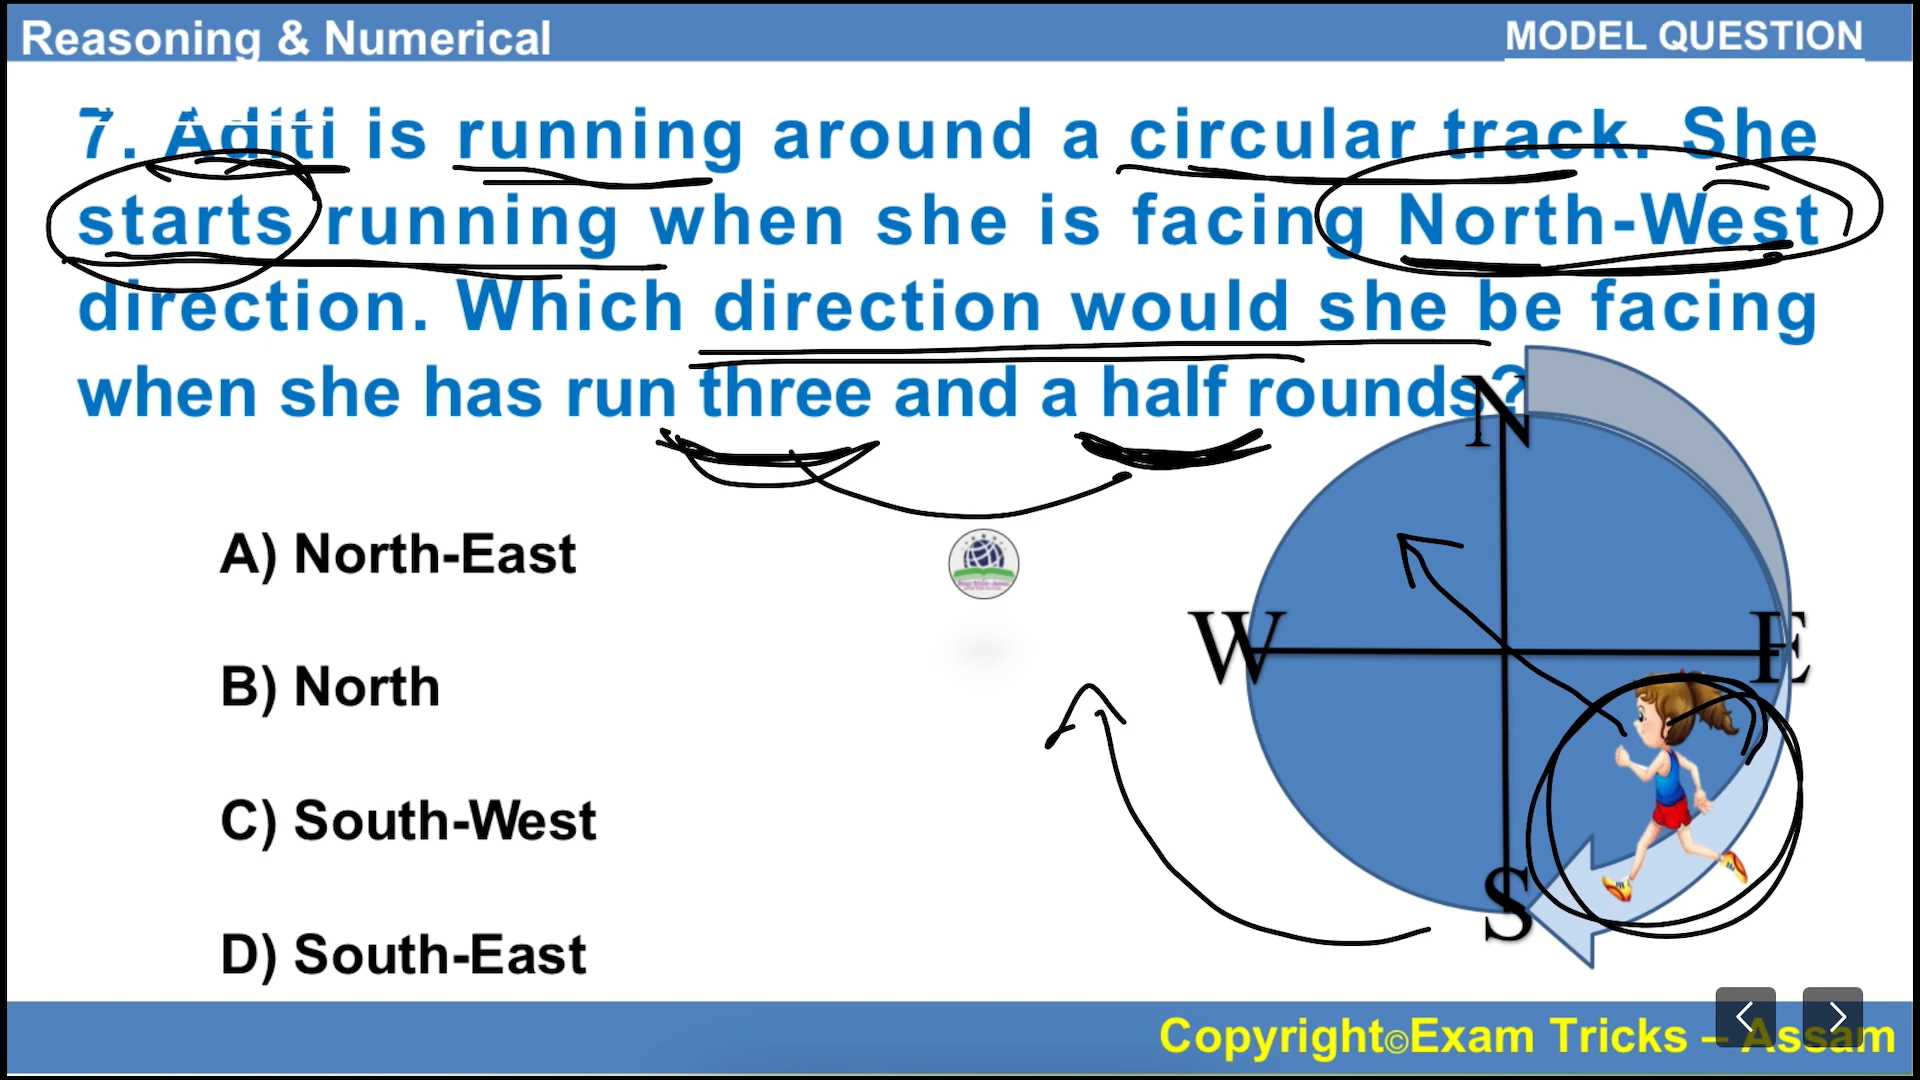 Reasoning & Numerical
MODEL QUESTION
7. Aditi is running around a circular track. She
starts running when she is facing North-West
direction. Which direction would she be facing
when she has run three and a half rounds?
N
A) North-East
W
E
B) North
C) South-West
S
D) South-East
Copyright©Exam Tricks – Assam